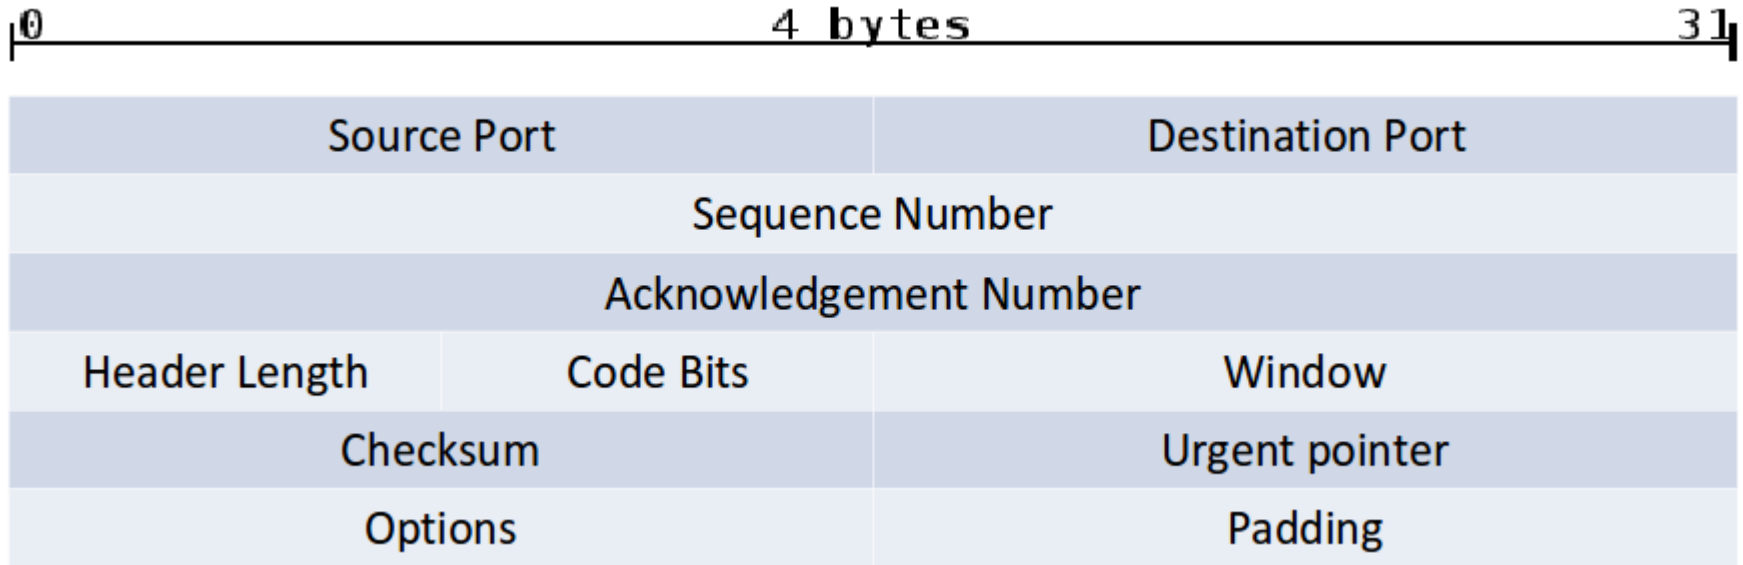 0 4 bytes 31
Source Port Destination Port
Sequence Number
Acknowledgement Number
Header Length Code Bits Window
Checksum Urgent pointer
Options Padding